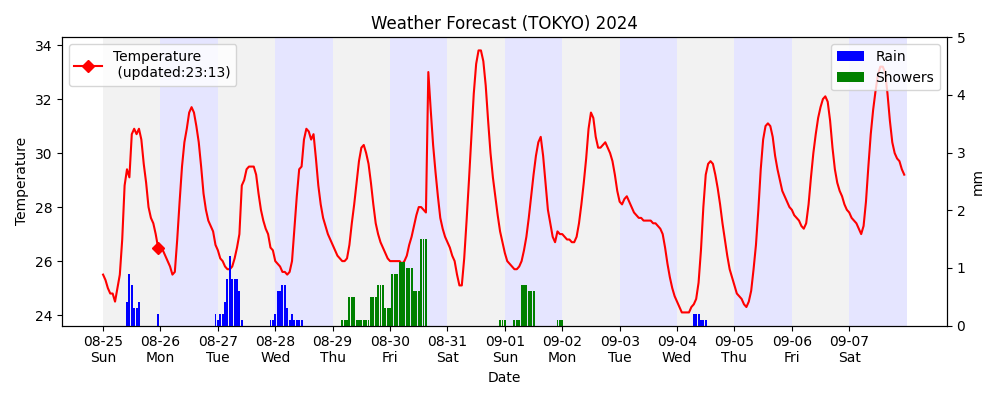 Weather Forecast (TOKYO) 2024
Temperature
(updated:23:13)
Rain
Showers
34
32
30
28
26
24
Temperature
5
4
3
2
1
0
mm
08-25 08-26 08-27 08-28 08-29 08-30 08-31 09-01 09-02 09-03 09-04 09-05 09-06 09-07
Sun Mon Tue Wed Thu Fri Sat Sun Mon Tue Wed Thu Fri Sat
Date